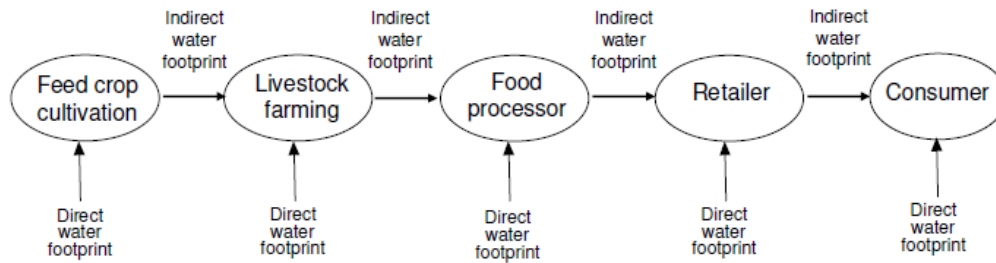 Indirect
water
footprint
Indirect
water
footprint
Indirect
water
footprint
Indirect
water
footprint
Feed crop
cultivation
Livestock
farming
Food
processor
Retailer
Consumer
Direct
water
footprint
Direct
water
footprint
Direct
water
footprint
Direct
water
footprint
Direct
water
footprint